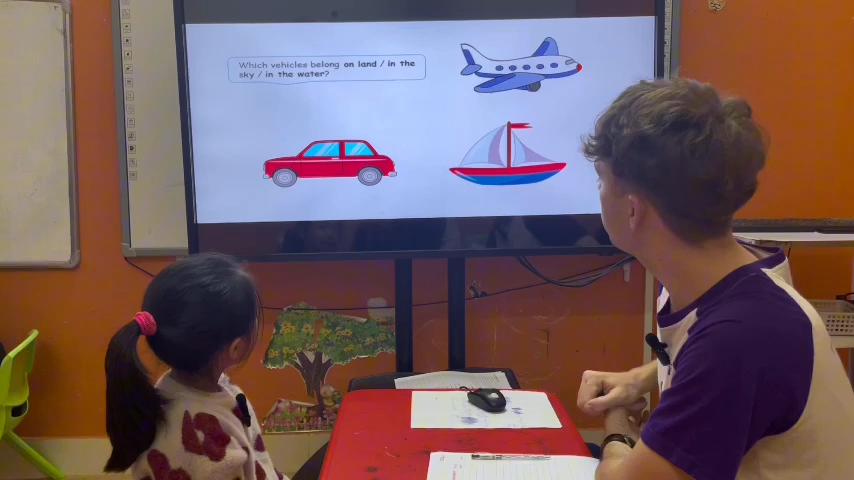 Which vehicles belong on land / in the
sky / in the water?